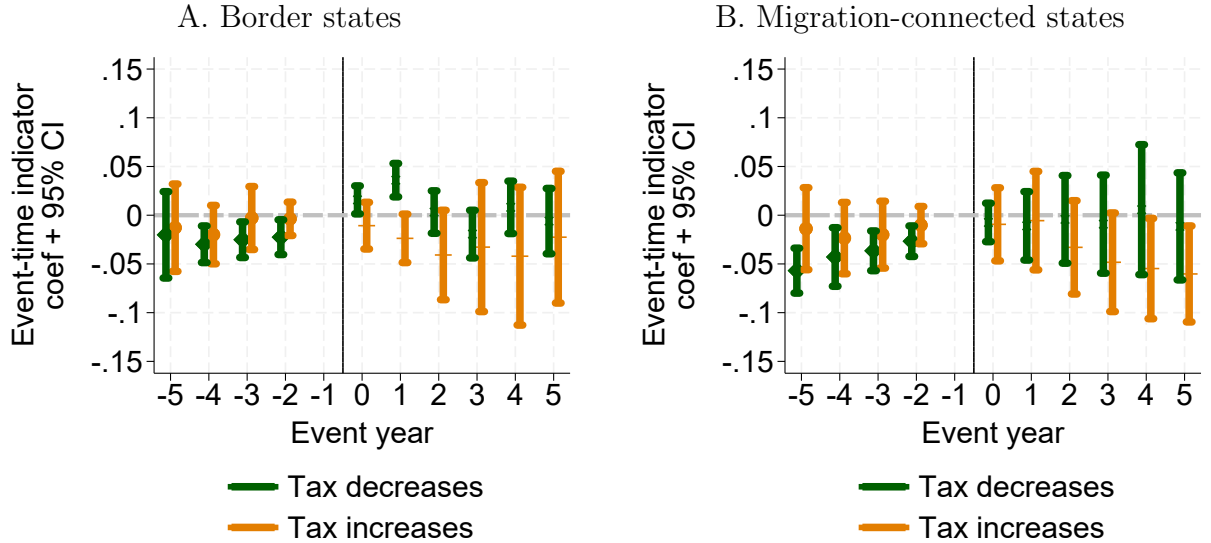 A. Border states
Event-time indicator
coef + 95% CI
.15
.1
.05
0
-.05
-.1
-.15
-5 -4 -3 -2 -1 0 1 2 3 4 5
Event year
Tax decreases
Tax increases
B. Migration-connected states
Event-time indicator
coef + 95% CI
.15
.1
.05
0
-.05
-.1
-.15
-5 -4 -3 -2 -1 0 1 2 3 4 5
Event year
Tax decreases
Tax increases